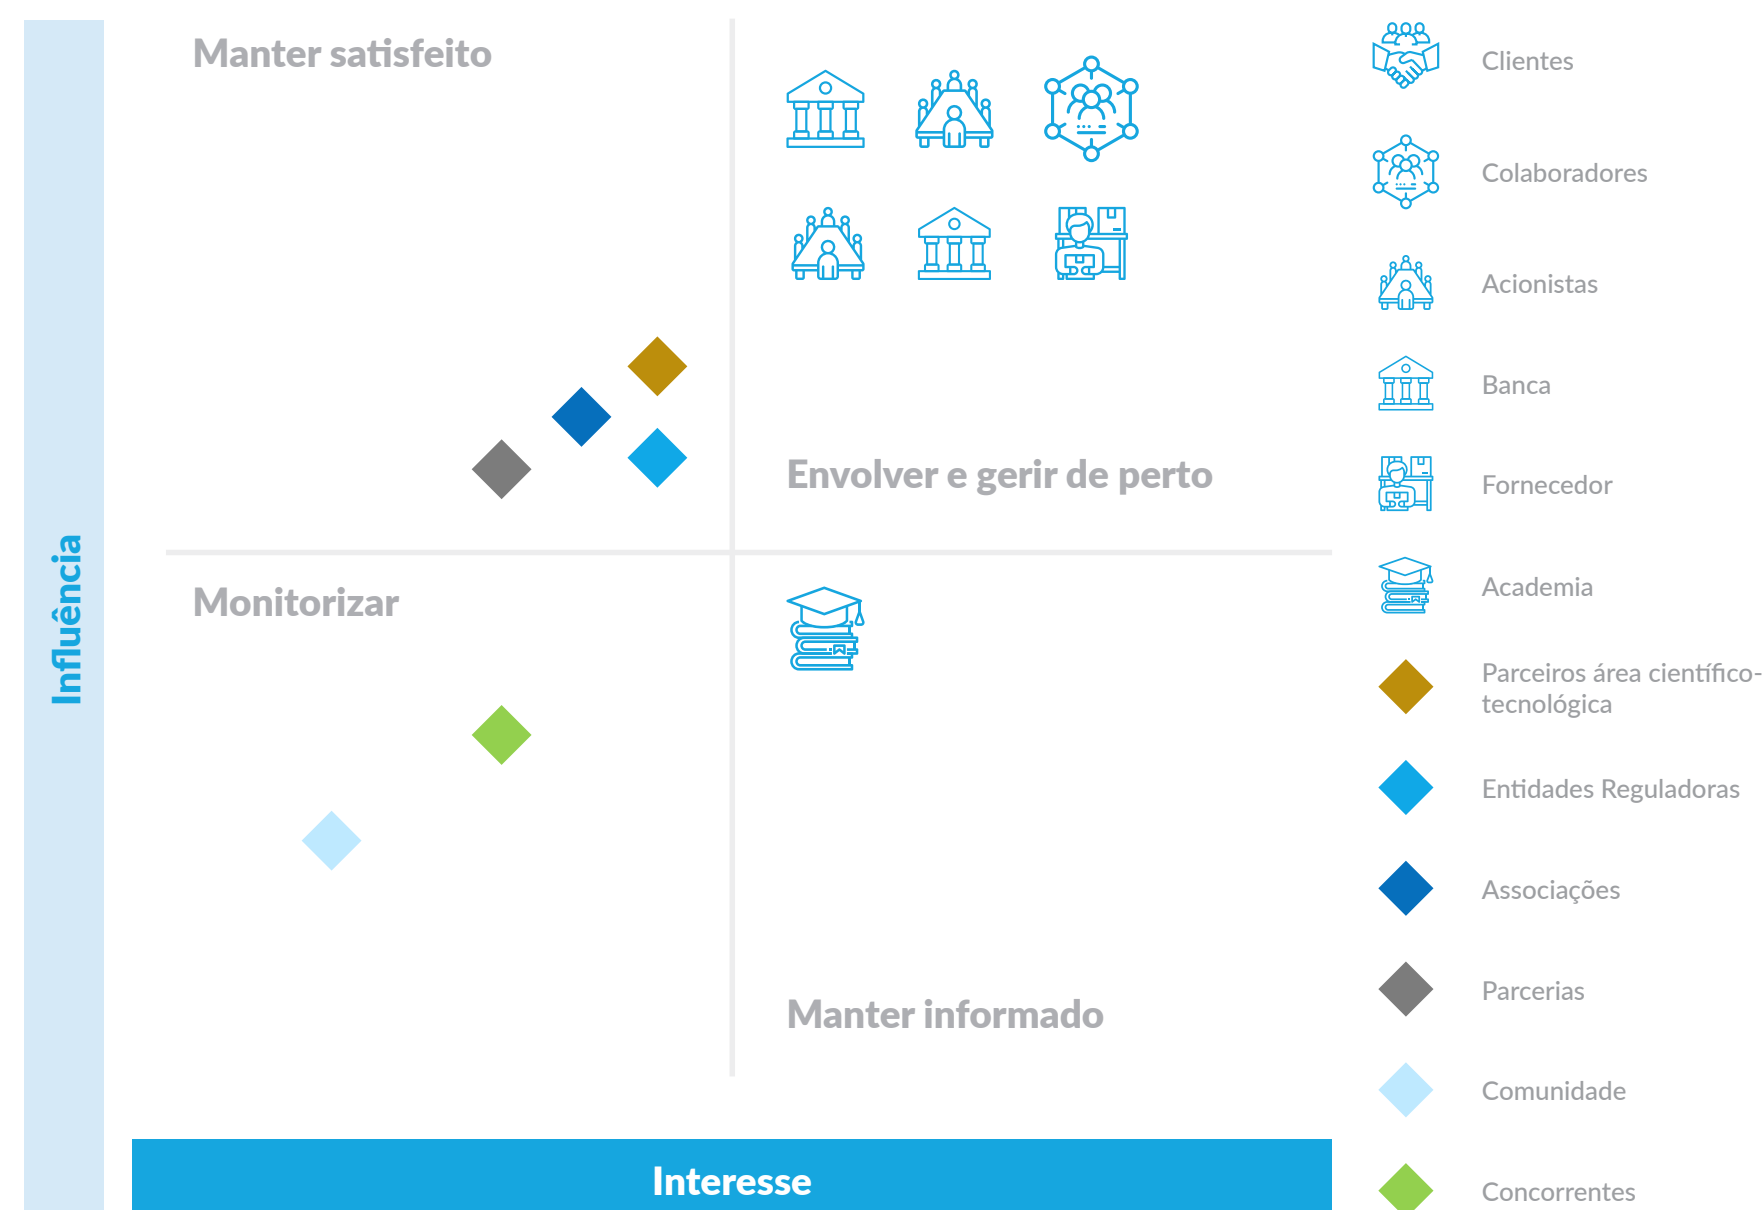 Manter satisfeito
Envolver e gerir de perto
Monitorizar
Manter informado
Influência
Interesse
Clientes
Colaboradores
Acionistas
Banca
Fornecedor
Academia
Parceiros área científico-
tecnológica
Entidades Reguladoras
Associações
Parcerias
Comunidade
Concorrentes